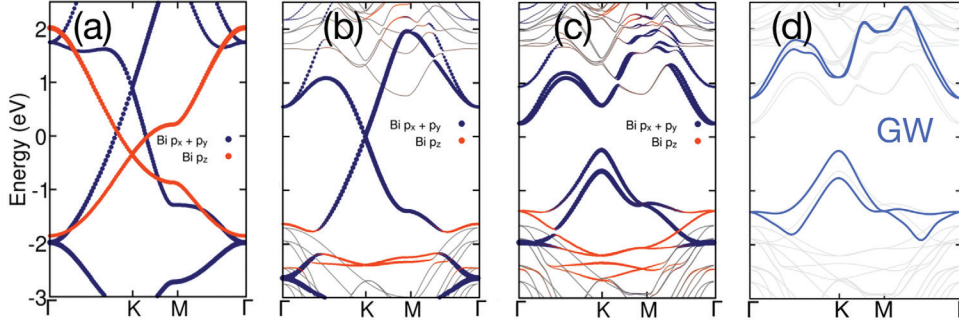 (a) (b) (c) (d)
Energy (eV)
2
1
0
-1
-2
-3
Bi px + py
Bi pz
Bi px + py
Bi pz
Bi px + py
Bi pz
GW
Γ K M Γ
Γ K M Γ
Γ K M Γ
Γ K M Γ